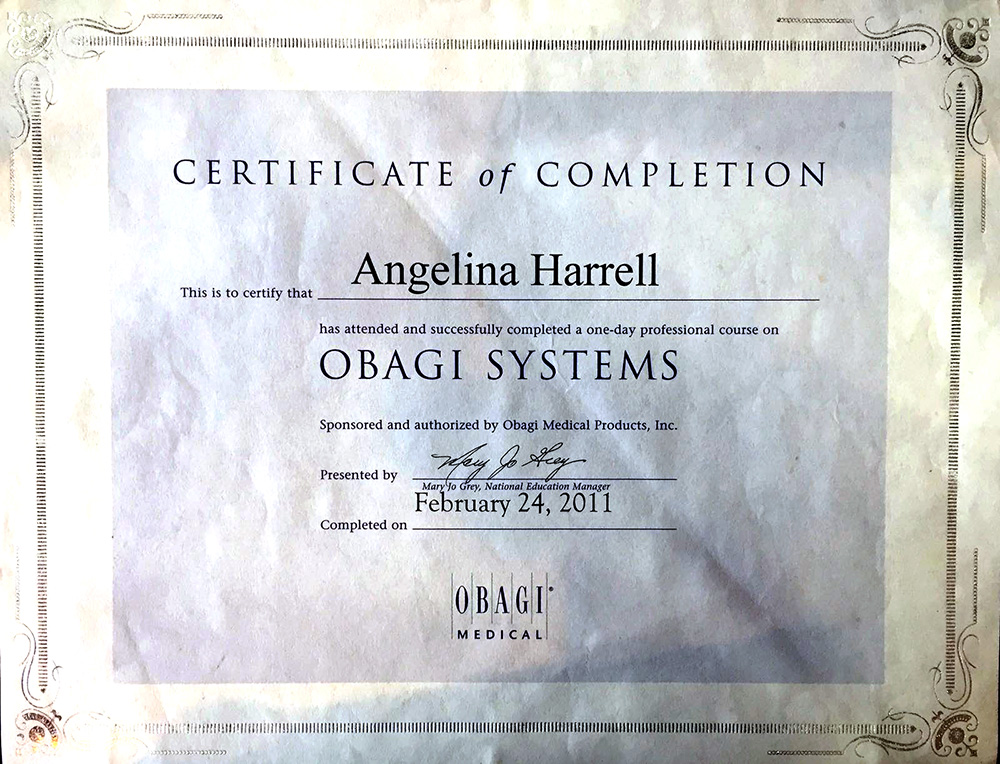 CERTIFICATE of COMPLETION
Angelina Harrell
This is to certify that
has attended and successfully completed a one-day professional course on
OBAGI SYSTEMS
Sponsored and authorized by Obagi Medical Products, Inc.
Mary Jo Grey
Presented by
Mary Jo Grey, National Education Manager
February 24, 2011
Completed on
OBAGI®
MEDICAL